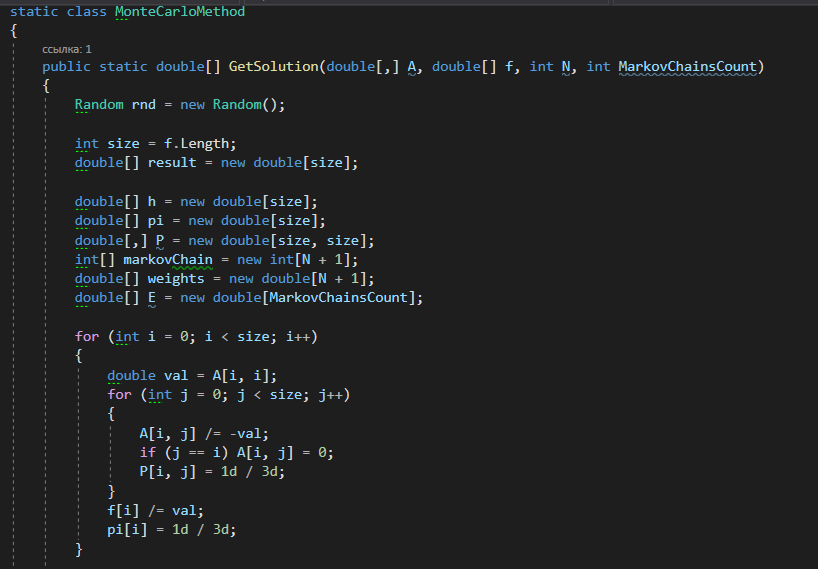 static class MonteCarloMethod
{
ссылка: 1
public static double[] GetSolution(double[,] A, double[] f, int N, int MarkovChainsCount)
{
Random rnd = new Random();
int size = f.Length;
double[] result = new double[size];
double[] h = new double[size];
double[] pi = new double[size];
double[,] P = new double[size, size];
int[] markovChain = new int[N + 1];
double[] weights = new double[N + 1];
double[] E = new double[MarkovChainsCount];
for (int i = 0; i < size; i++)
{
double val = A[i, i];
for (int j = 0; j < size; j++)
{
A[i, j] /= -val;
if (j == i) A[i, j] = 0;
P[i, j] = 1d / 3d;
}
f[i] /= val;
pi[i] = 1d / 3d;
}